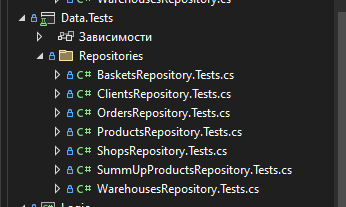 WarehousesRepository.cs
Data.Tests
Зависимости
Repositories
C# BasketsRepository.Tests.cs
C# ClientsRepository.Tests.cs
C# OrdersRepository.Tests.cs
C# ProductsRepository.Tests.cs
C# ShopsRepository.Tests.cs
C# SummUpProductsRepository.Tests.cs
C# WarehousesRepository.Tests.cs
Logic